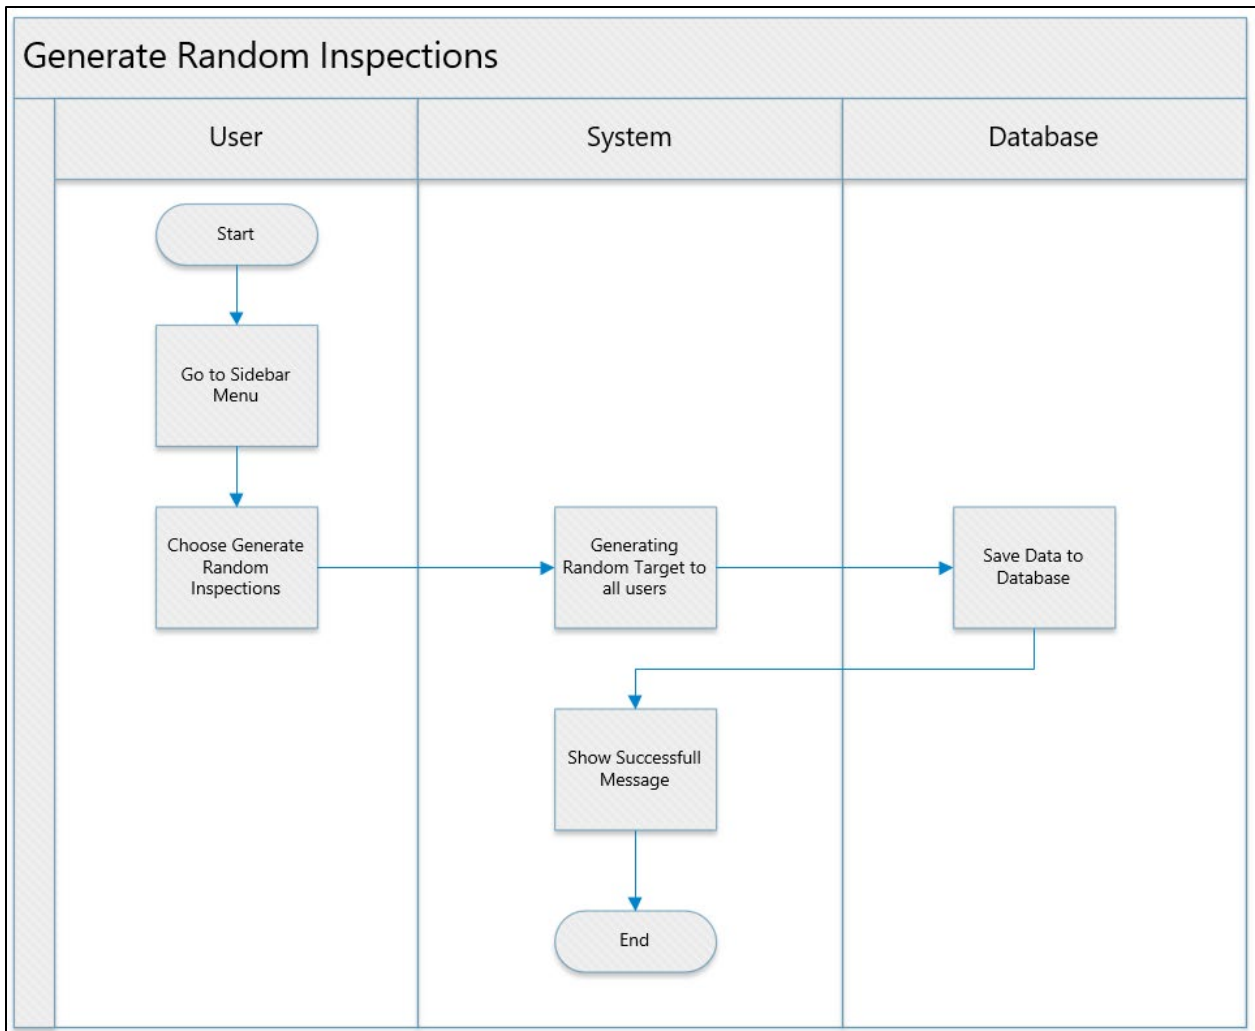 Generate Random Inspections
User
System
Database
Start
Go to Sidebar
Menu
Choose Generate
Random
Inspections
Generating
Random Target to
all users
Save Data to
Database
Show Successfull
Message
End